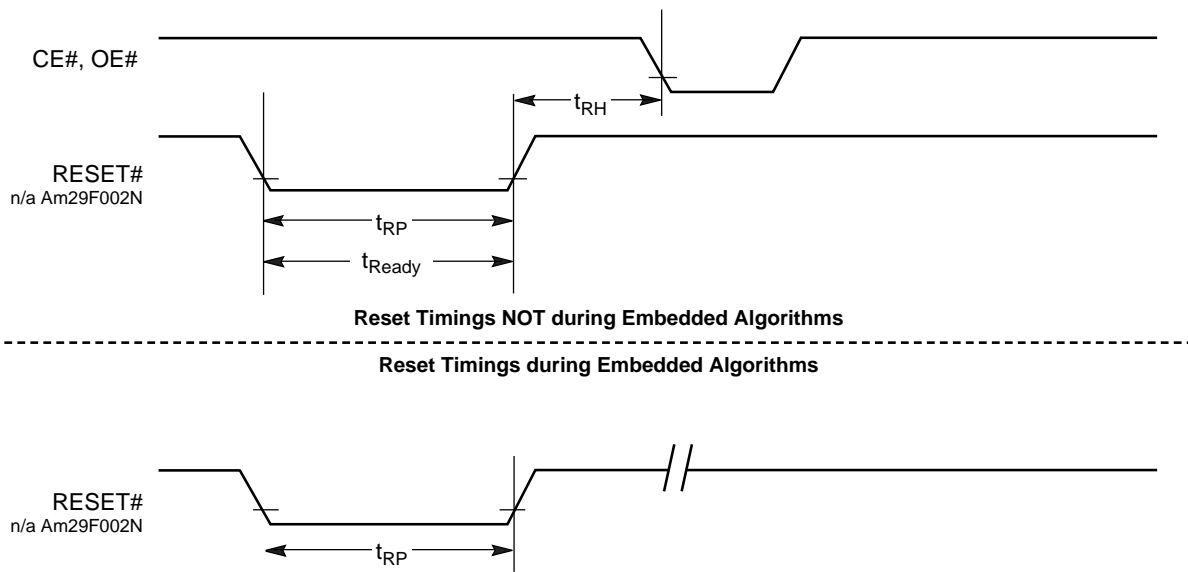 CE#, OE#
tRH
RESET#
n/a Am29F002N
tRP
tReady
Reset Timings NOT during Embedded Algorithms
Reset Timings during Embedded Algorithms
RESET#
n/a Am29F002N
tRP